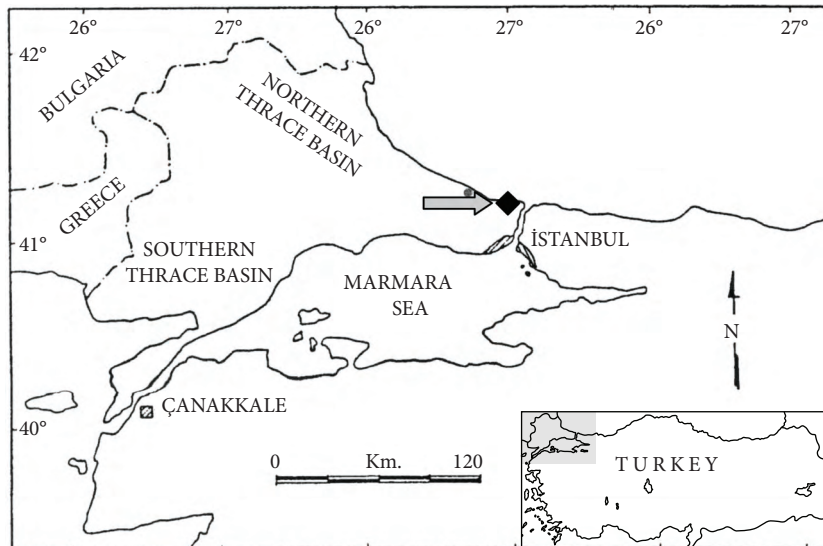 26° 26° 26° 27° 27° 26°
42°
BULGARIA
NORTHERN
THRACE BASIN
GREECE
41°
İSTANBUL
SOUTHERN
THRACE BASIN
MARMARA
SEA
N
ÇANAKKALE
40°
0 Km. 120
TURKEY